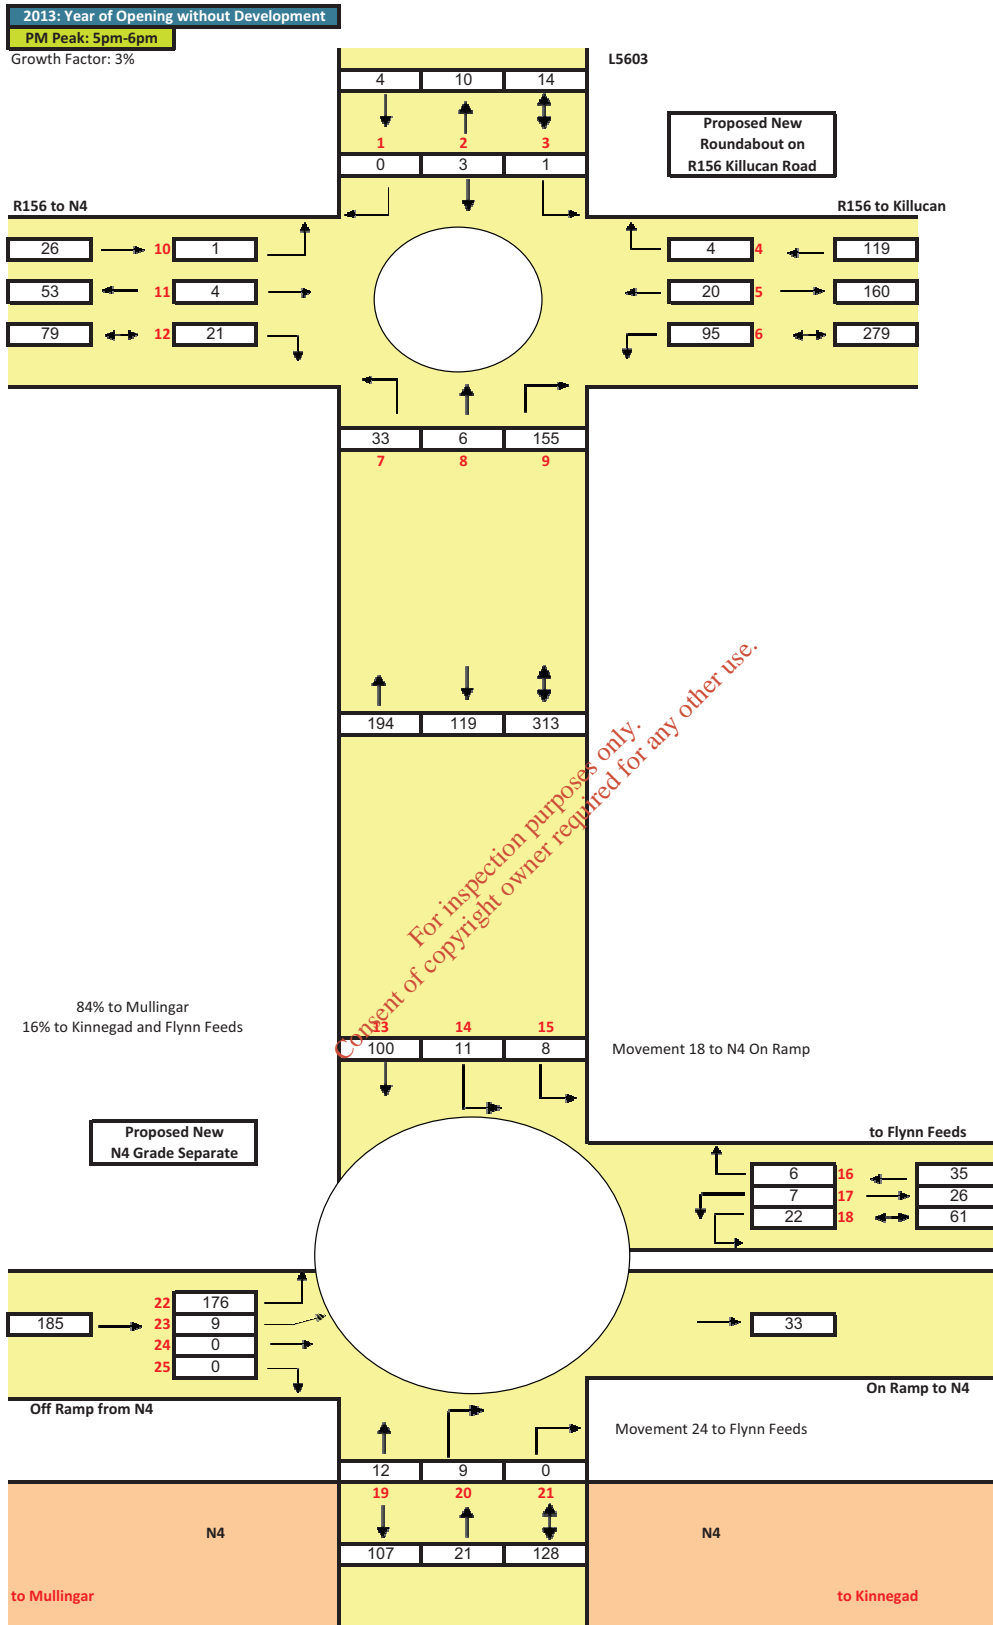 2013: Year of Opening without Development
PM Peak: 5pm-6pm
Growth Factor: 3%
L5603
4 10 14
1 2 3
0 3 1
Proposed New
Roundabout on
R156 Killucan Road
R156 to N4
R156 to Killucan
26 10 1
4 4 119
53 11 4
20 5 160
79 12 21
95 6 279
33 6 155
7 8 9
194 119 313
For inspection purposes only.
Consent of copyright owner required for any other use.
84% to Mullingar
16% to Kinnegad and Flynn Feeds
13 14 15
100 11 8
Movement 18 to N4 On Ramp
Proposed New
N4 Grade Separate
to Flynn Feeds
6 16 35
7 17 26
22 18 61
22 176
185 23 9
24 0
25 0
33
Off Ramp from N4
On Ramp to N4
Movement 24 to Flynn Feeds
12 9 0
19 20 21
N4
N4
107 21 128
to Mullingar
to Kinnegad